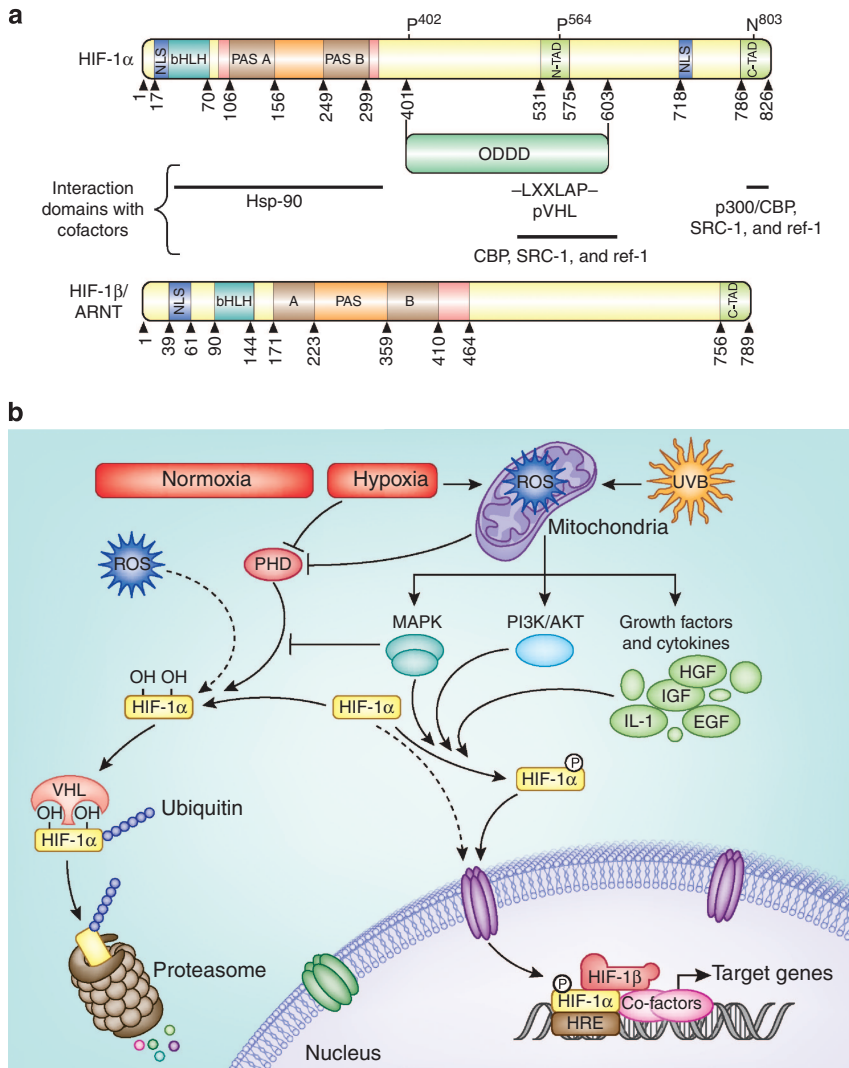 a
P402 P564 N803
HIF-1α
NLS bHLH PAS A PAS B N-TAD NLS C-TAD
1 17 70 106 156 249 299 401 531 575 603 718 786 826
ODDD
Interaction
domains with
cofactors
Hsp-90
–LXXLAP–
pVHL
CBP, SRC-1, and ref-1
p300/CBP,
SRC-1, and ref-1
HIF-1β/
ARNT
NLS bHLH A PAS B C-TAD
1 39 61 90 144 171 223 359 410 464 756 789
b
Normoxia
Hypoxia
ROS
UVB
Mitochondria
ROS
PHD
MAPK
PI3K/AKT
Growth factors
and cytokines
HGF
IGF
IL-1
EGF
OH OH
HIF-1α
HIF-1α
P
HIF-1α
VHL
OH OH
HIF-1α
Ubiquitin
Proteasome
Nucleus
P
HIF-1β
HIF-1α
Co-factors
HRE
Target genes